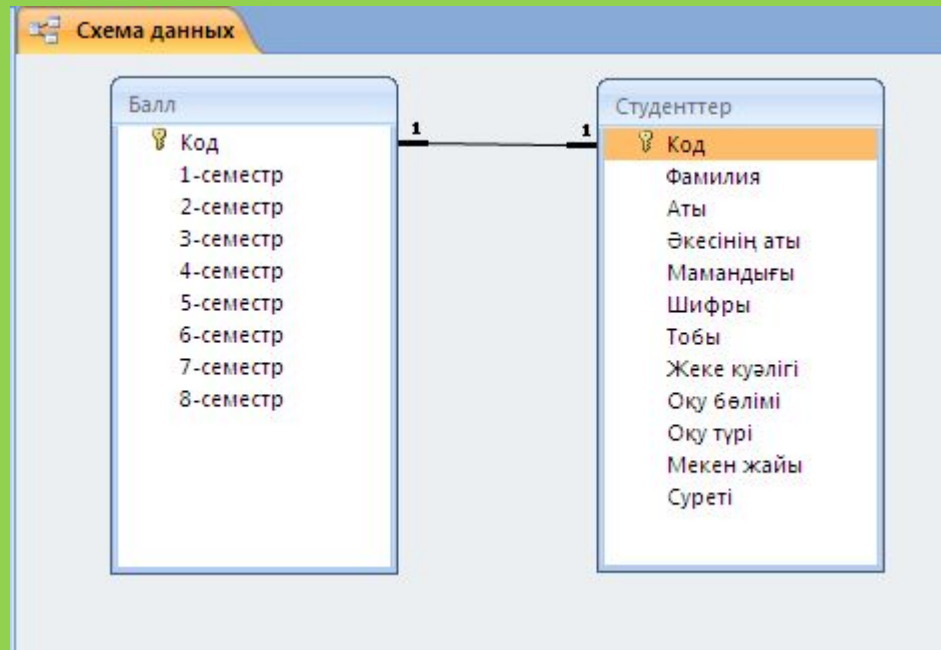 Схема данных
Балл
Код
1-семестр
2-семестр
3-семестр
4-семестр
5-семестр
6-семестр
7-семестр
8-семестр
1
1
Студенттер
Код
Фамилия
Аты
Әкесінің аты
Мамандығы
Шифры
Тобы
Жеке куәлігі
Оқу бөлімі
Оқу түрі
Мекен жайы
Суреті